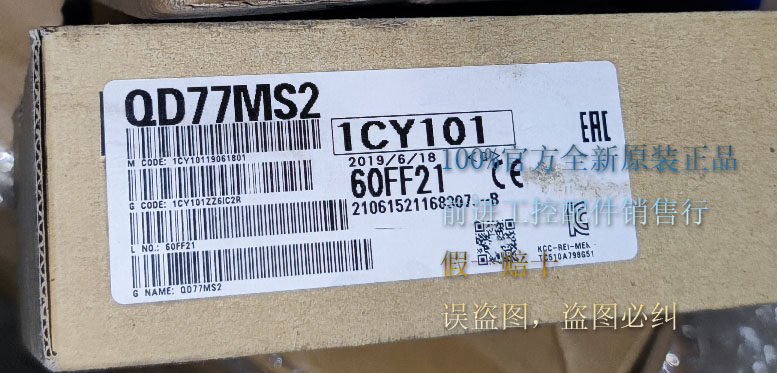 QD77MS2
1CY101
EAC
M CODE: 1CY10119061801
2019/6/18
100%官方全新原装正品
60FF21 CE
G CODE: 1CY101ZZ6IC2R
前进工控配件销售行
L NO.: 60FF21
KCC-REI-MEK
TC510A798G51
G NAME: QD77MS2
假一赔十
误盗图，盗图必纠